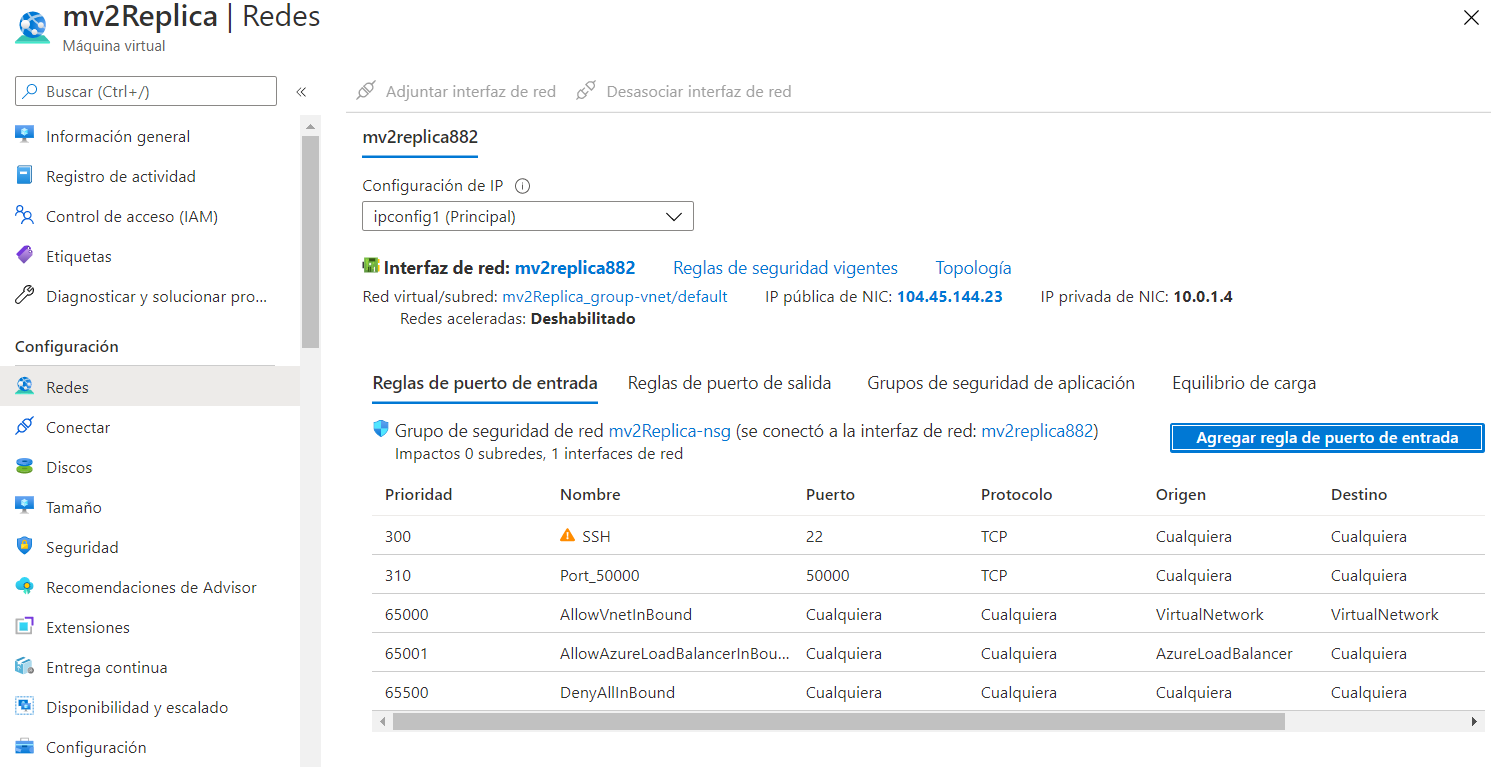 mv2Replica | Redes
Máquina virtual
Buscar (Ctrl+/)
«
Información general
Registro de actividad
Control de acceso (IAM)
Etiquetas
Diagnosticar y solucionar pro...
Configuración
Redes
Conectar
Discos
Tamaño
Seguridad
Recomendaciones de Advisor
Extensiones
Entrega continua
Disponibilidad y escalado
Configuración
Adjuntar interfaz de red Desasociar interfaz de red
mv2replica882
Configuración de IP
ipconfig1 (Principal)
Interfaz de red: mv2replica882 Reglas de seguridad vigentes Topología
Red virtual/subred: mv2Replica_group-vnet/default IP pública de NIC: 104.45.144.23 IP privada de NIC: 10.0.1.4
Redes aceleradas: Deshabilitado
Reglas de puerto de entrada Reglas de puerto de salida Grupos de seguridad de aplicación Equilibrio de carga
Grupo de seguridad de red mv2Replica-nsg (se conectó a la interfaz de red: mv2replica882)
Impactos 0 subredes, 1 interfaces de red
Agregar regla de puerto de entrada
Prioridad Nombre Puerto Protocolo Origen Destino
300 SSH 22 TCP Cualquiera Cualquiera
310 Port_50000 50000 TCP Cualquiera Cualquiera
65000 AllowVnetInBound Cualquiera Cualquiera VirtualNetwork VirtualNetwork
65001 AllowAzureLoadBalancerInBou... Cualquiera Cualquiera AzureLoadBalancer Cualquiera
65500 DenyAllInBound Cualquiera Cualquiera Cualquiera Cualquiera